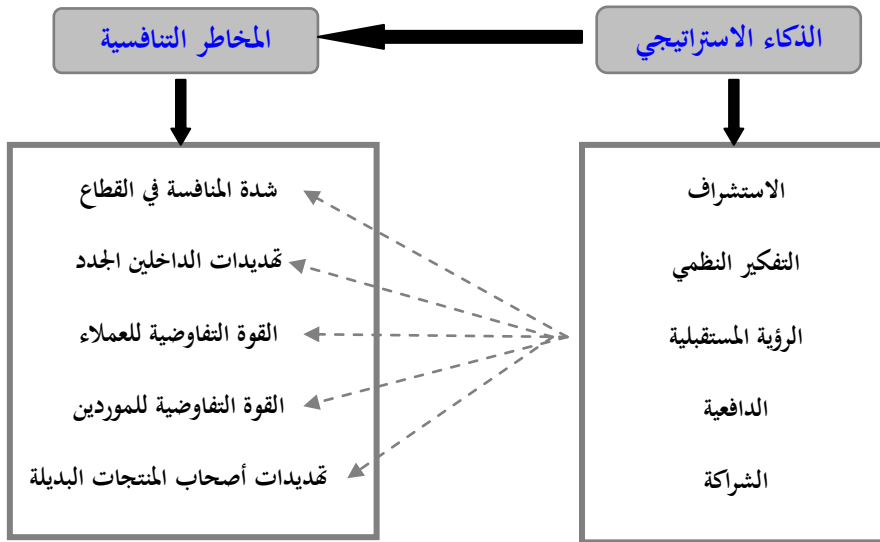 الذكاء الاستراتيجي
المخاطر التنافسية
الاستشراف
التفكير النظمي
الرؤية المستقبلية
الدافعية
الشراكة
شدة المنافسة في القطاع
تهديدات الداخلين الجدد
القوة التفاوضية للعملاء
القوة التفاوضية للموردين
تهديدات أصحاب المنتجات البديلة